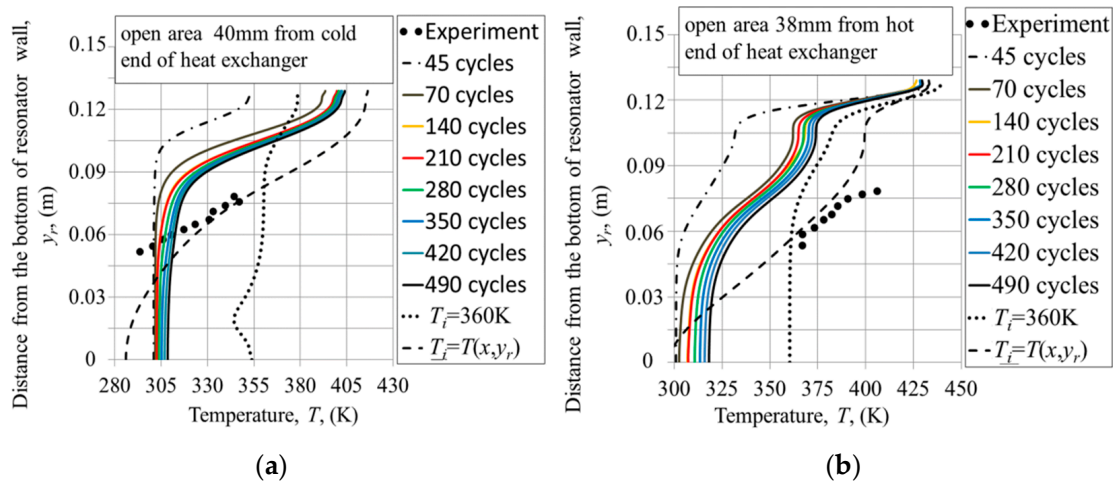 Distance from the bottom of resonator wall,
yᵣ, (m)
0.15
0.12
0.09
0.06
0.03
0
open area 40mm from cold
end of heat exchanger
280 305 330 355 380 405 430
Temperature, T, (K)
Experiment
45 cycles
70 cycles
140 cycles
210 cycles
280 cycles
350 cycles
420 cycles
490 cycles
Tᵢ=360K
Tᵢ=T(x,yᵣ)
(a)
Distance from the bottom of resonator wall,
yᵣ, (m)
0.15
0.12
0.09
0.06
0.03
0
open area 38mm from hot
end of heat exchanger
300 325 350 375 400 425 450
Temperature, T, (K)
Experiment
45 cycles
70 cycles
140 cycles
210 cycles
280 cycles
350 cycles
420 cycles
490 cycles
Tᵢ=360K
Tᵢ=T(x,yᵣ)
(b)